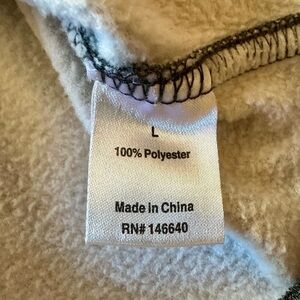 L
100% Polyester
Made in China
RN# 146640